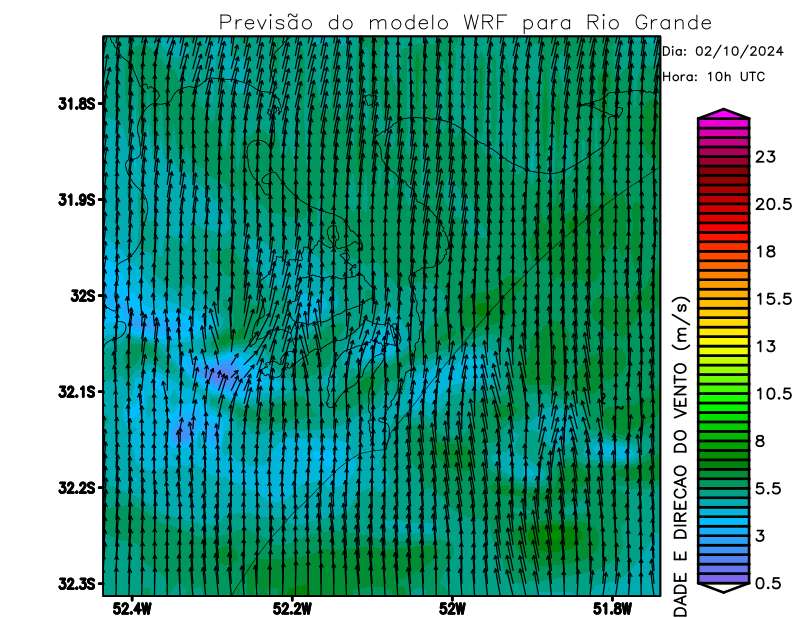 Previsão do modelo WRF para Rio Grande
Dia: 02/10/2024
Hora: 10h UTC
31.8S
31.9S
32S
32.1S
32.2S
32.3S
52.4W
52.2W
52W
51.8W
23
20.5
18
15.5
13
10.5
8
5.5
3
0.5
DADE E DIRECAO DO VENTO (m/s)